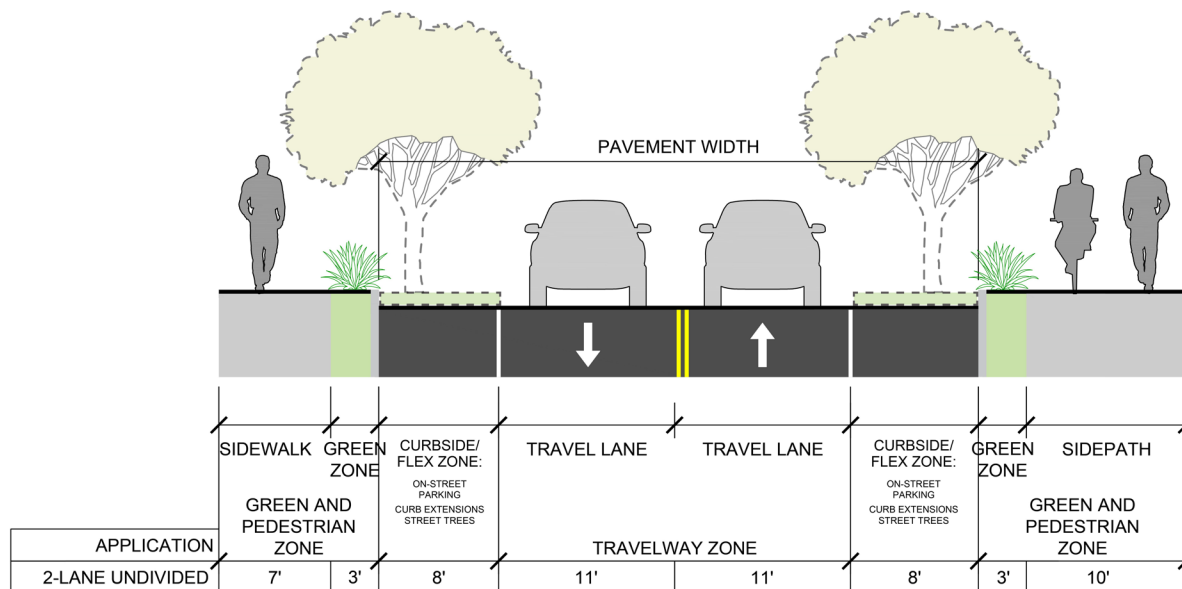 PAVEMENT WIDTH
SIDEWALK
GREEN
ZONE
CURBSIDE/
FLEX ZONE:
ON-STREET
PARKING
CURB EXTENSIONS
STREET TREES
TRAVEL LANE
TRAVEL LANE
CURBSIDE/
FLEX ZONE:
ON-STREET
PARKING
CURB EXTENSIONS
STREET TREES
GREEN
ZONE
SIDEPATH
GREEN AND
PEDESTRIAN
ZONE
TRAVELWAY ZONE
GREEN AND
PEDESTRIAN
ZONE
APPLICATION
2-LANE UNDIVIDED 7' 3' 8' 11' 11' 8' 3' 10'